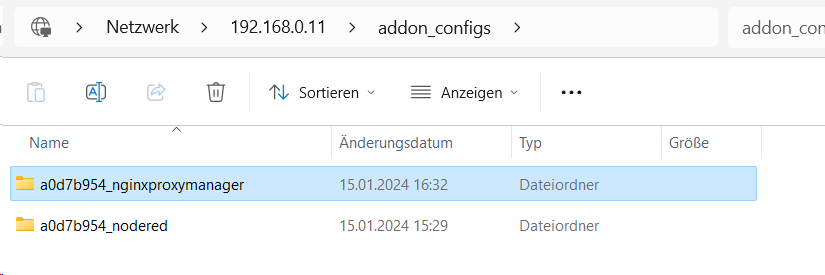 Netzwerk > 192.168.0.11 > addon_configs > addon_con
Sortieren Anzeigen
Name Änderungsdatum Typ Größe
a0d7b954_nginxproxymanager 15.01.2024 16:32 Dateiordner
a0d7b954_nodered 15.01.2024 15:29 Dateiordner